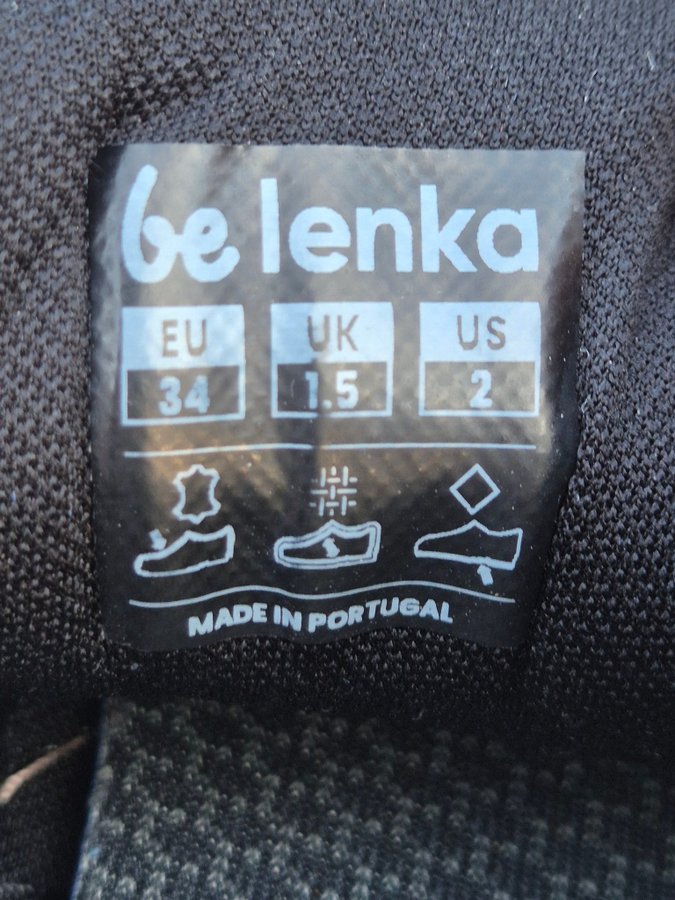 be lenka
EU UK US
34 1.5 2
MADE IN PORTUGAL